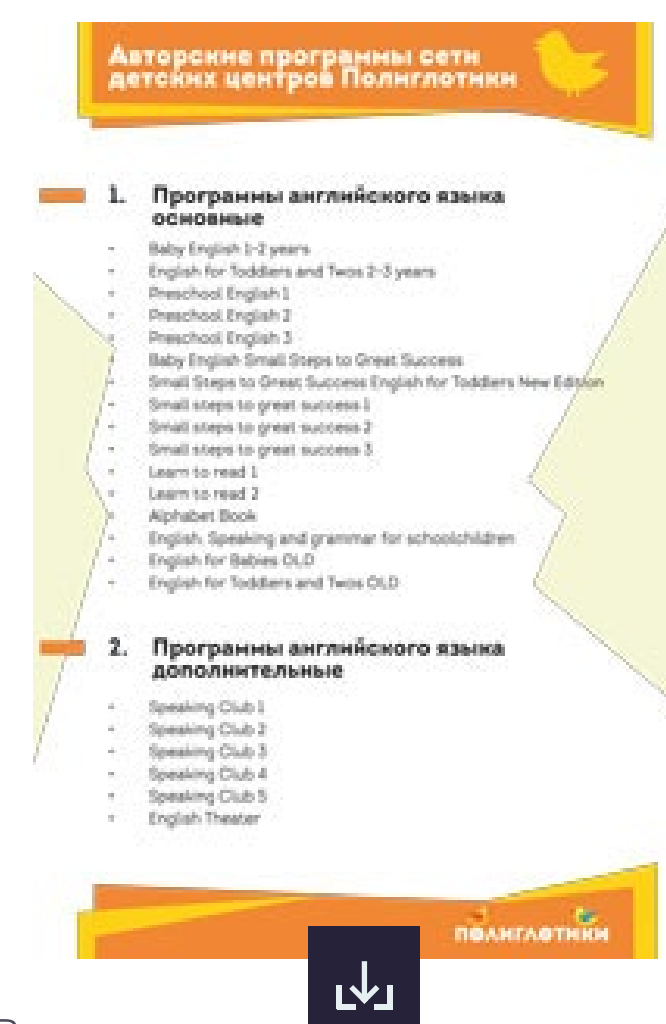 Авторские программы сети
детских центров Полиглотики
1. Программы английского языка
основные
- Baby English 1-2 years
- English for Toddlers and Twos 2-3 years
- Preschool English 1
- Preschool English 2
- Preschool English 3
- Baby English Small Steps to Great Success
- Small Steps to Great Success English for Toddlers New Edition
- Small steps to great success 1
- Small steps to great success 2
- Small steps to great success 3
- Learn to read 1
- Learn to read 2
- Alphabet Book
- English. Speaking and grammar for schoolchildren
- English for Babies OLD
- English for Toddlers and Twos OLD
2. Программы английского языка
дополнительные
- Speaking Club 1
- Speaking Club 2
- Speaking Club 3
- Speaking Club 4
- Speaking Club 5
- English Theater
ПОЛИГЛОТИКИ